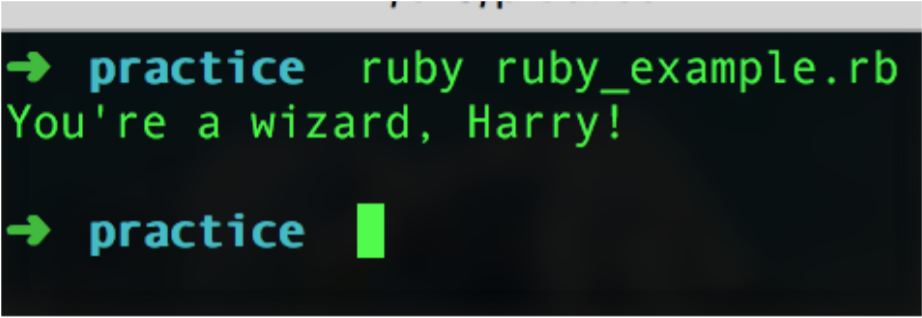 ➜ practice ruby ruby_example.rb
You're a wizard, Harry!
➜ practice